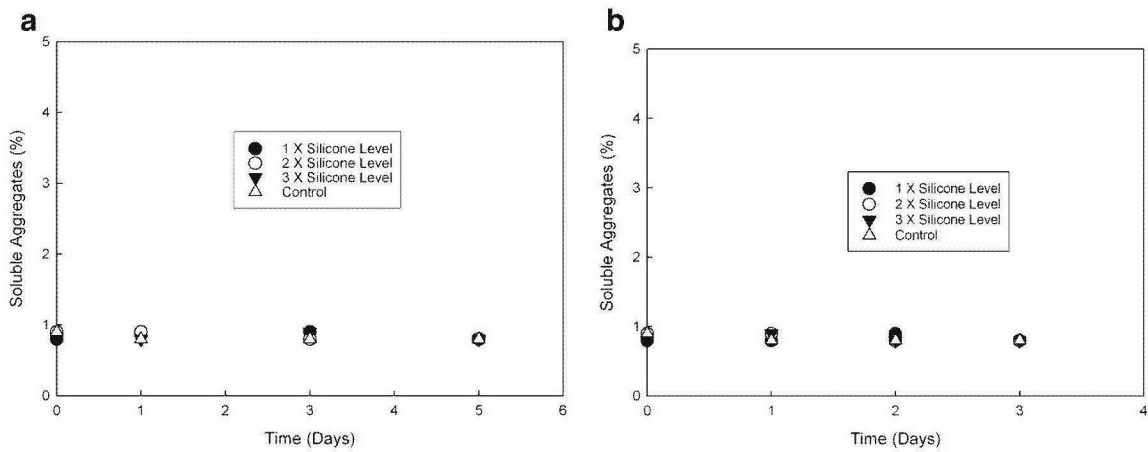 a
5
4
3
2
1
0
Soluble Aggregates (%)
1 X Silicone Level
2 X Silicone Level
3 X Silicone Level
Control
0 1 2 3 4 5 6
Time (Days)
b
5
4
3
2
1
0
Soluble Aggregates (%)
1 X Silicone Level
2 X Silicone Level
3 X Silicone Level
Control
0 1 2 3 4
Time (Days)